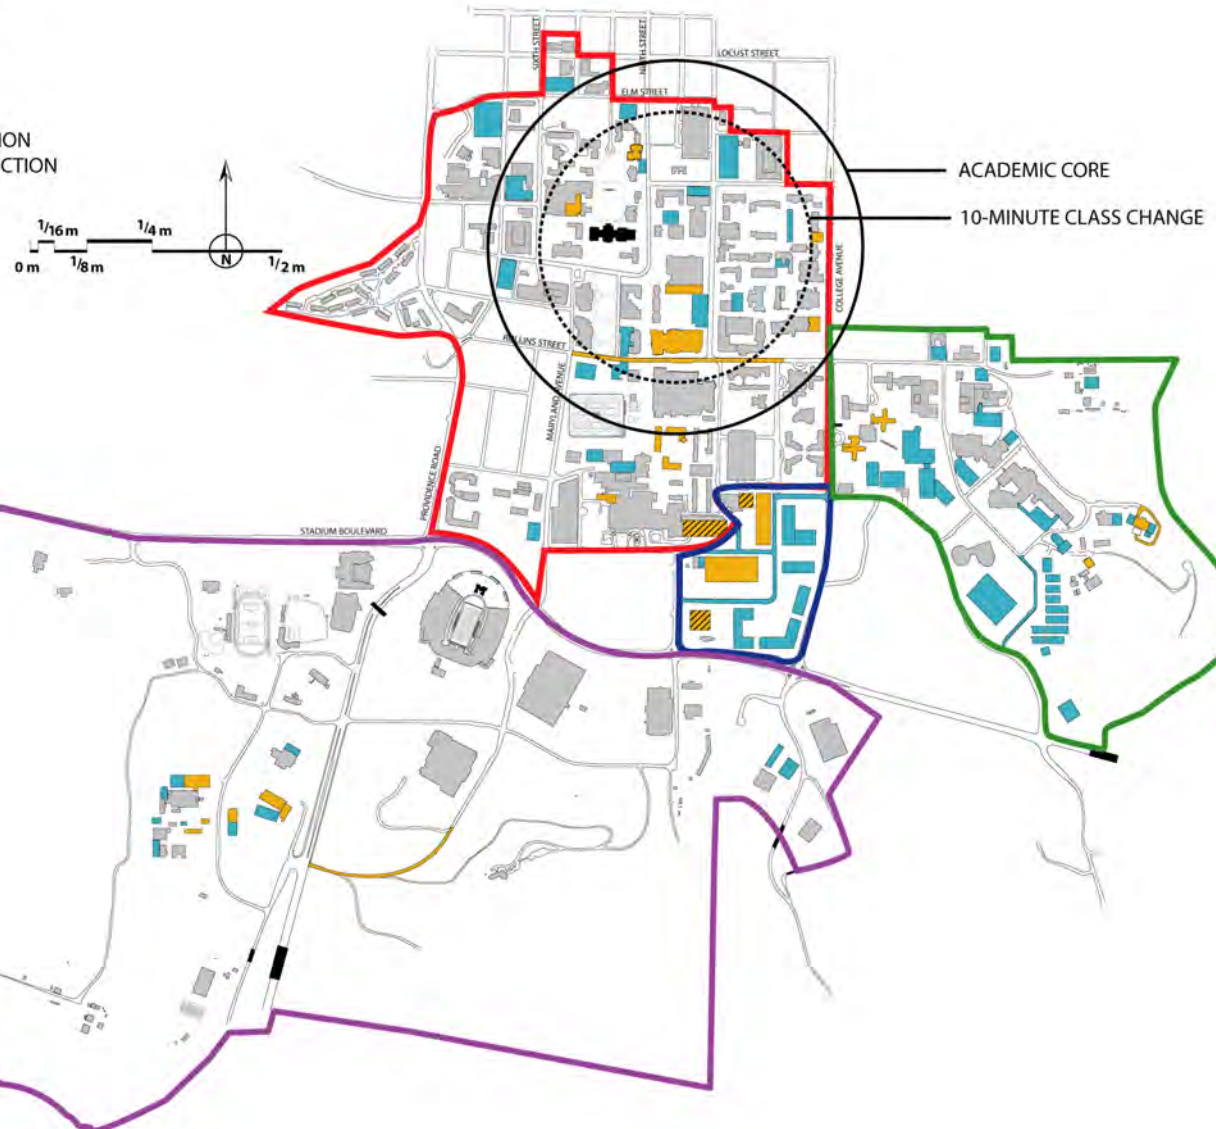 SIXTH STREET
NINTH STREET
LOCUST STREET
ELM STREET
ION
CTION
ACADEMIC CORE
10-MINUTE CLASS CHANGE
1/16 m
1/4 m
0 m
1/8 m
N
1/2 m
COLLEGE AVENUE
ROLLINS STREET
MARYLAND AVENUE
PROVIDENCE ROAD
STADIUM BOULEVARD
M